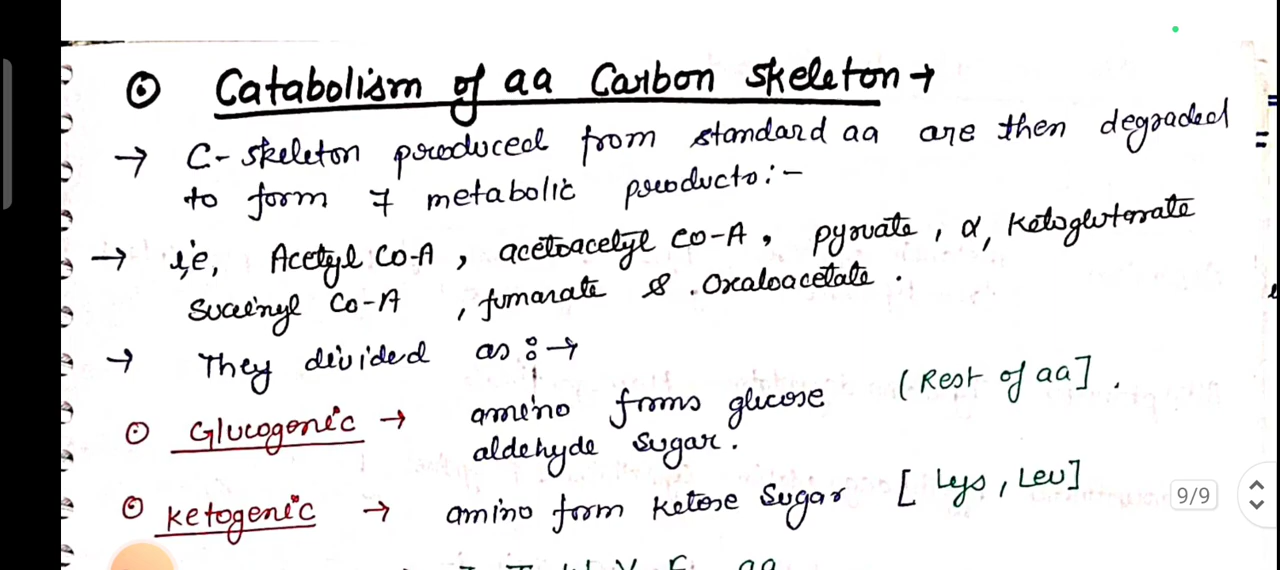 Catabolism of aa Carbon skeleton →
→ C-skeleton produced from standard aa are then degraded
to form 7 metabolic products:-
→ i.e, Acetyl Co-A, acetoacetyl Co-A, pyruvate, α, Ketoglutarate
Succinyl Co-A, fumarate & Oxaloacetate.
→ They divided as :→
Glucogenic → amino froms glucose (Rest of aa].
aldehyde sugar.
Ketogenic → amino form Ketose Sugar [Lys, Leu]
9/9
aa